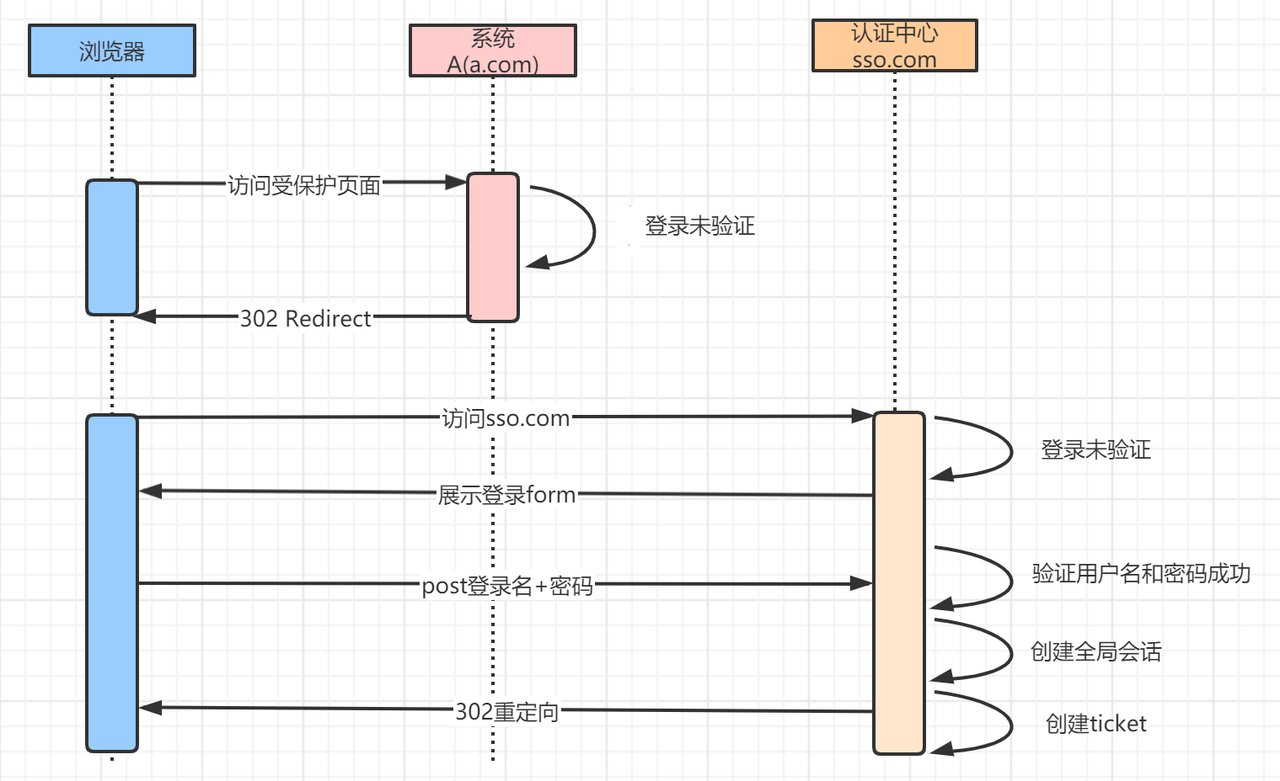 浏览器
系统
A(a.com)
认证中心
sso.com
访问受保护页面
登录未验证
302 Redirect
访问sso.com
登录未验证
展示登录form
验证用户名和密码成功
post登录名+密码
创建全局会话
302重定向
创建ticket